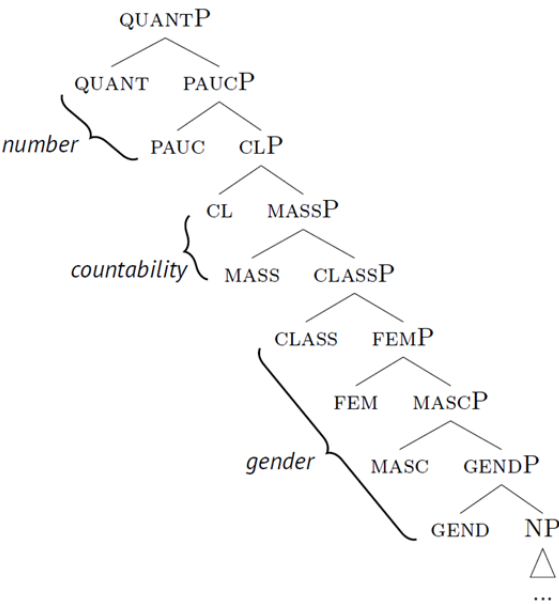 QUANTP
QUANT PAUCP
number
PAUC CLP
CL MASSP
countability
MASS CLASSP
CLASS FEMP
FEM MASCP
gender
MASC GENDP
GEND NP
...